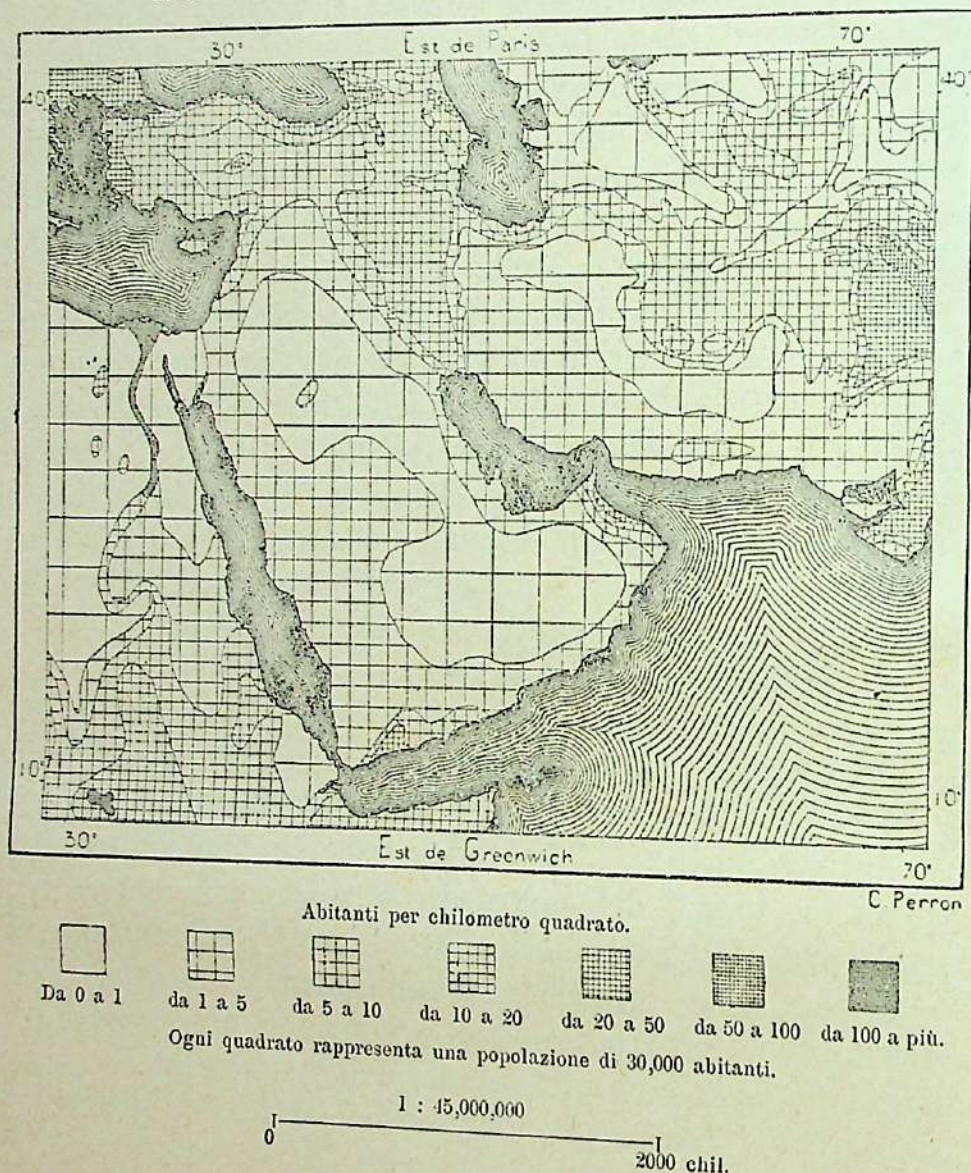 30° Est de Paris 70°
40° 40°
10° 10°
30° Est de Greenwich 70°
C. Perron
Abitanti per chilometro quadrato.
Da 0 a 1 da 1 a 5 da 5 a 10 da 10 a 20 da 20 a 50 da 50 a 100 da 100 a più.
Ogni quadrato rappresenta una popolazione di 30,000 abitanti.
1 : 45,000,000
0 2000 chil.